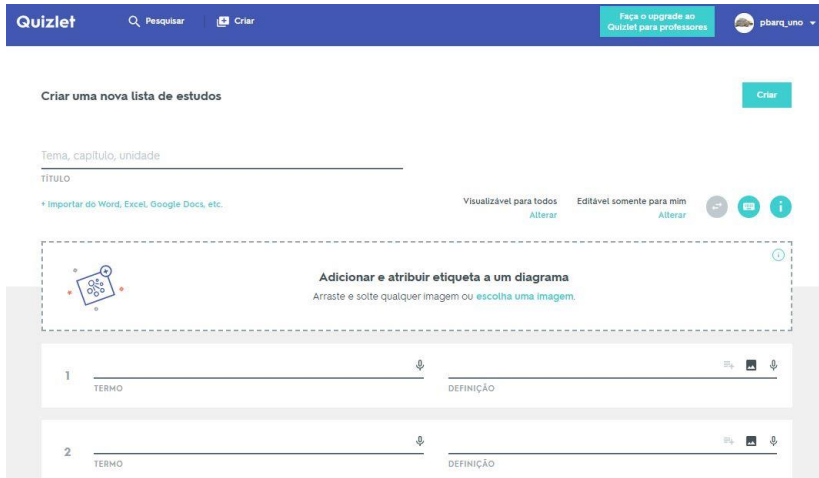 Quizlet
Pesquisar
Criar
Faça o upgrade ao
Quizlet para professores
pbarq_uno
Criar uma nova lista de estudos
Criar
Tema, capítulo, unidade
TÍTULO
+ Importar do Word, Excel, Google Docs, etc.
Visualizável para todos
Alterar
Editável somente para mim
Alterar
Adicionar e atribuir etiqueta a um diagrama
Arraste e solte qualquer imagem ou escolha uma imagem.
1
TERMO
DEFINIÇÃO
2
TERMO
DEFINIÇÃO